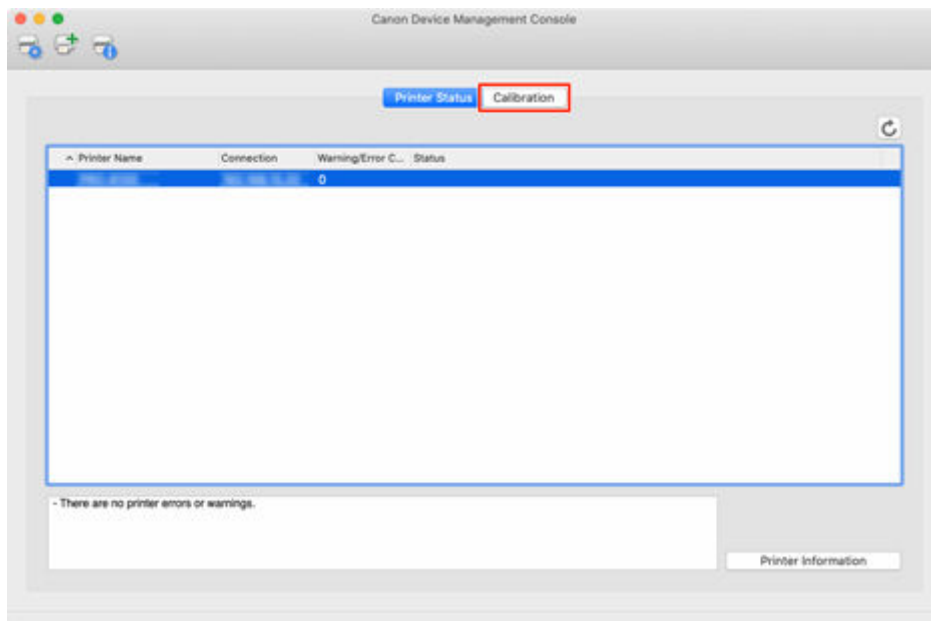 Canon Device Management Console
Printer Status Calibration
Printer Name Connection Warning/Error C... Status
0
- There are no printer errors or warnings.
Printer Information